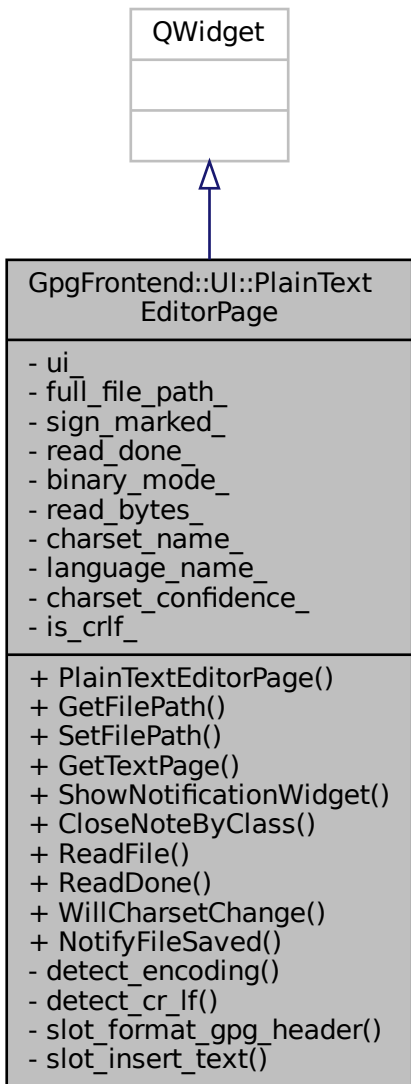 QWidget
GpgFrontend::UI::PlainText
EditorPage
- ui_
- full_file_path_
- sign_marked_
- read_done_
- binary_mode_
- read_bytes_
- charset_name_
- language_name_
- charset_confidence_
- is_crlf_
+ PlainTextEditorPage()
+ GetFilePath()
+ SetFilePath()
+ GetTextPage()
+ ShowNotificationWidget()
+ CloseNoteByClass()
+ ReadFile()
+ ReadDone()
+ WillCharsetChange()
+ NotifyFileSaved()
- detect_encoding()
- detect_cr_lf()
- slot_format_gpg_header()
- slot_insert_text()